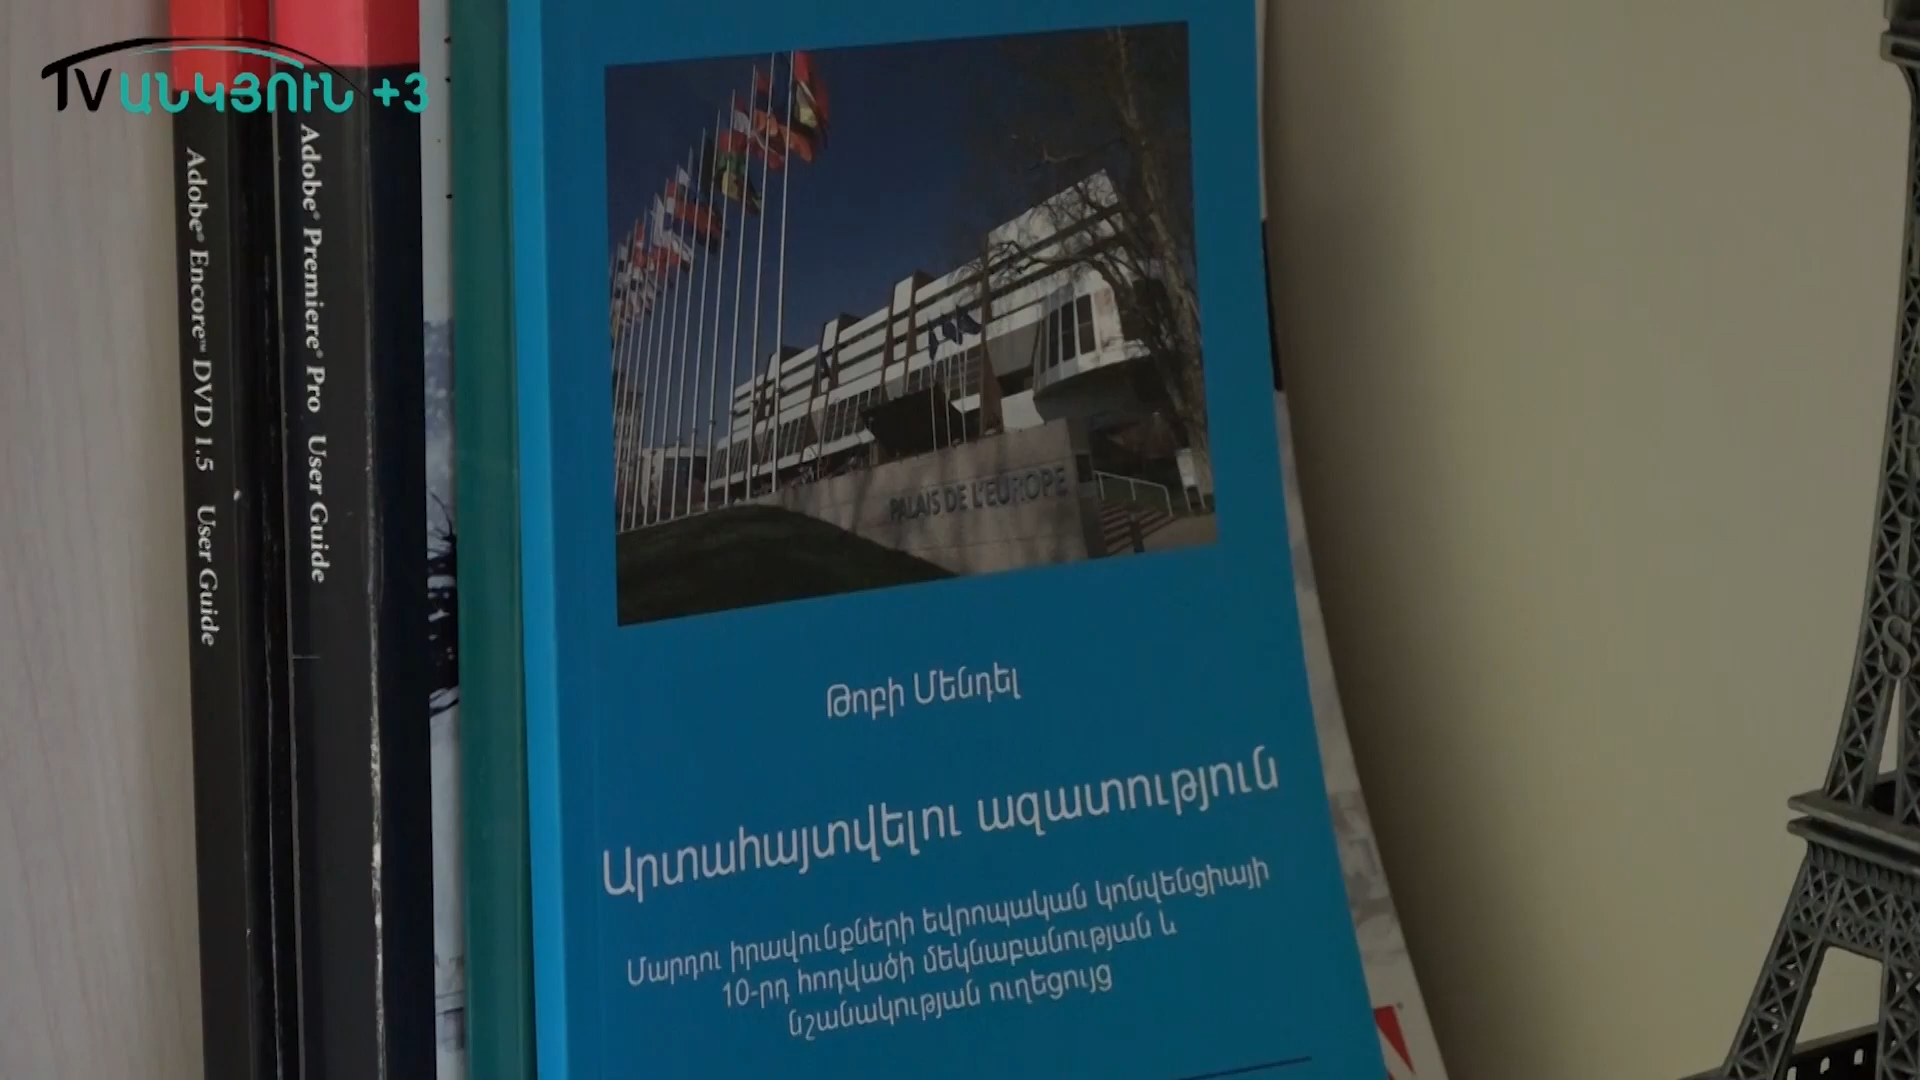 TV ԱՆԿՅՈՒՆ +3
Adobe® Encore™ DVD 1.5 User Guide
Adobe® Premiere® Pro User Guide
PALAIS DE L'EUROPE
Թոբի Մենդել
Արտահայտվելու ազատություն
Մարդու իրավունքների եվրոպական կոնվենցիայի
10-րդ հոդվածի մեկնաբանության և
նշանակության ուղեցույց